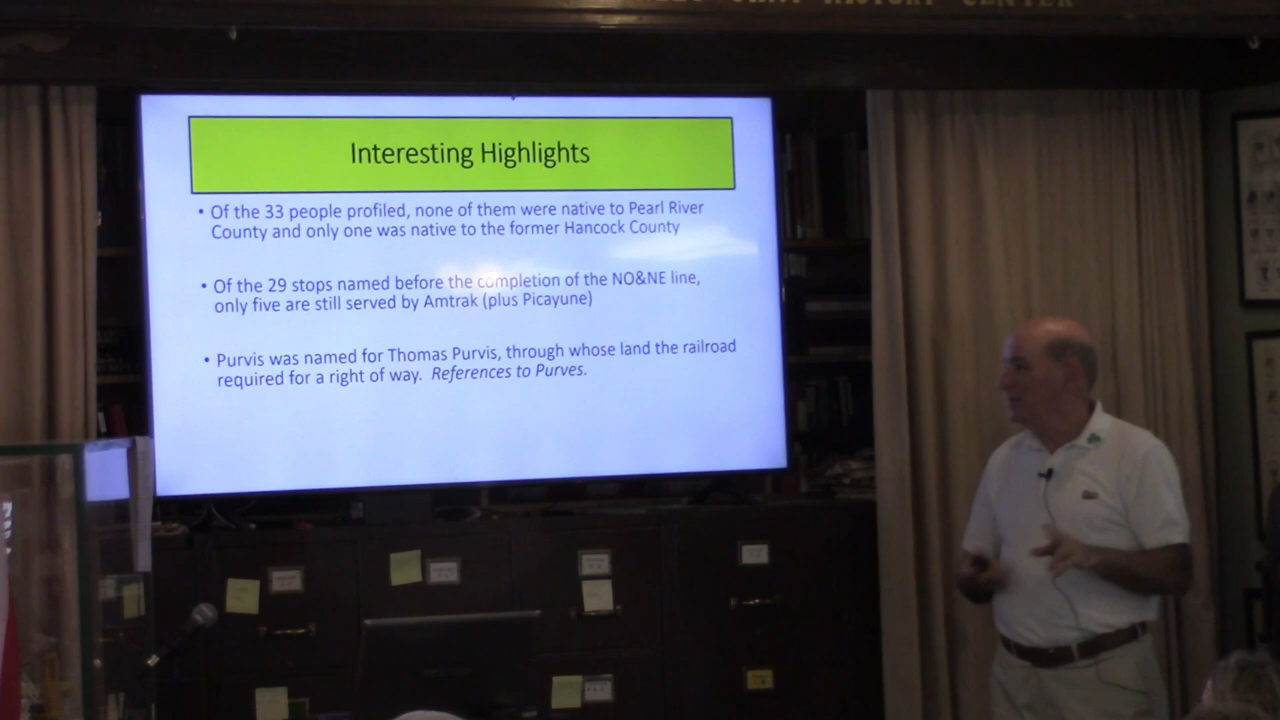 HISTORY CENTER
Interesting Highlights
• Of the 33 people profiled, none of them were native to Pearl River
County and only one was native to the former Hancock County
• Of the 29 stops named before the completion of the NO&NE line,
only five are still served by Amtrak (plus Picayune)
• Purvis was named for Thomas Purvis, through whose land the railroad
required for a right of way. References to Purves.